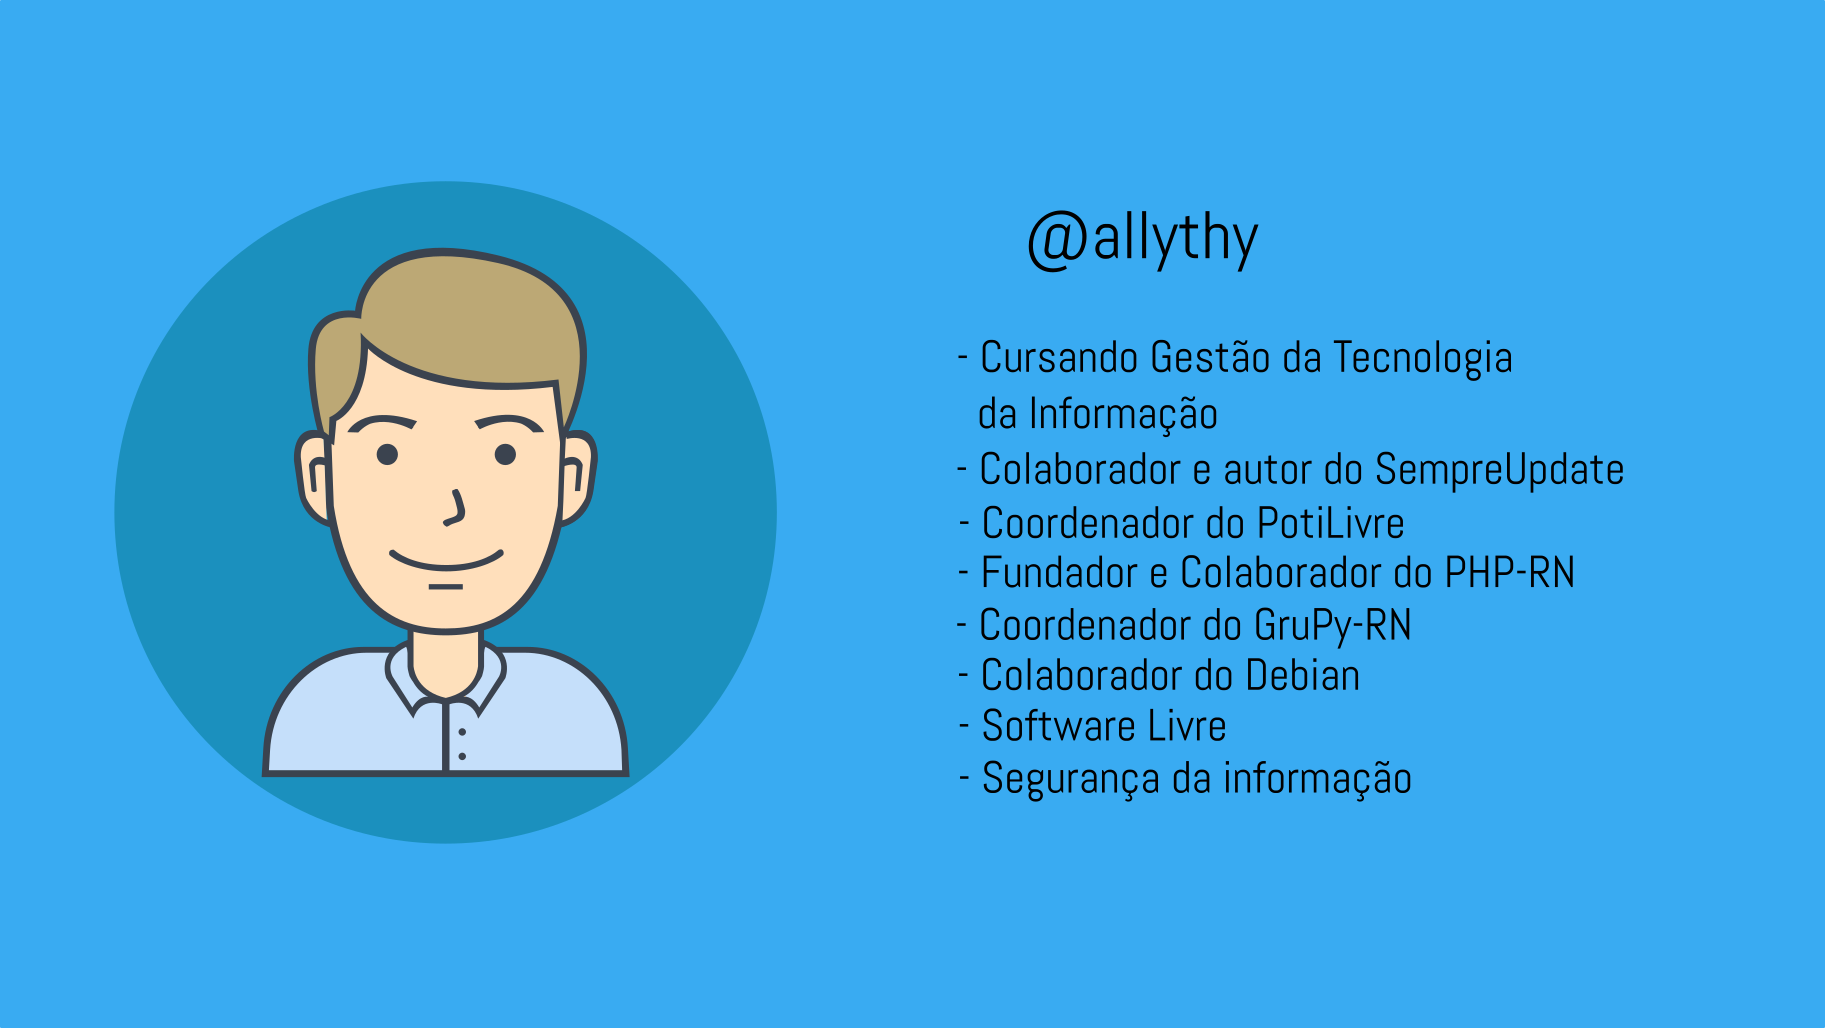 @allythy
- Cursando Gestão da Tecnologia
da Informação
- Colaborador e autor do SempreUpdate
- Coordenador do PotiLivre
- Fundador e Colaborador do PHP-RN
- Coordenador do GruPy-RN
- Colaborador do Debian
- Software Livre
- Segurança da informação